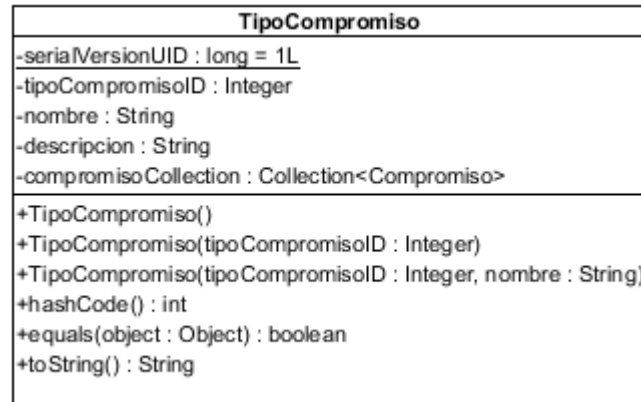 TipoCompromiso
-serialVersionUID : long = 1L
-tipoCompromisoID : Integer
-nombre : String
-descripcion : String
-compromisoCollection : Collection<Compromiso>
+TipoCompromiso()
+TipoCompromiso(tipoCompromisoID : Integer)
+TipoCompromiso(tipoCompromisoID : Integer, nombre : String)
+hashCode() : int
+equals(object : Object) : boolean
+toString() : String